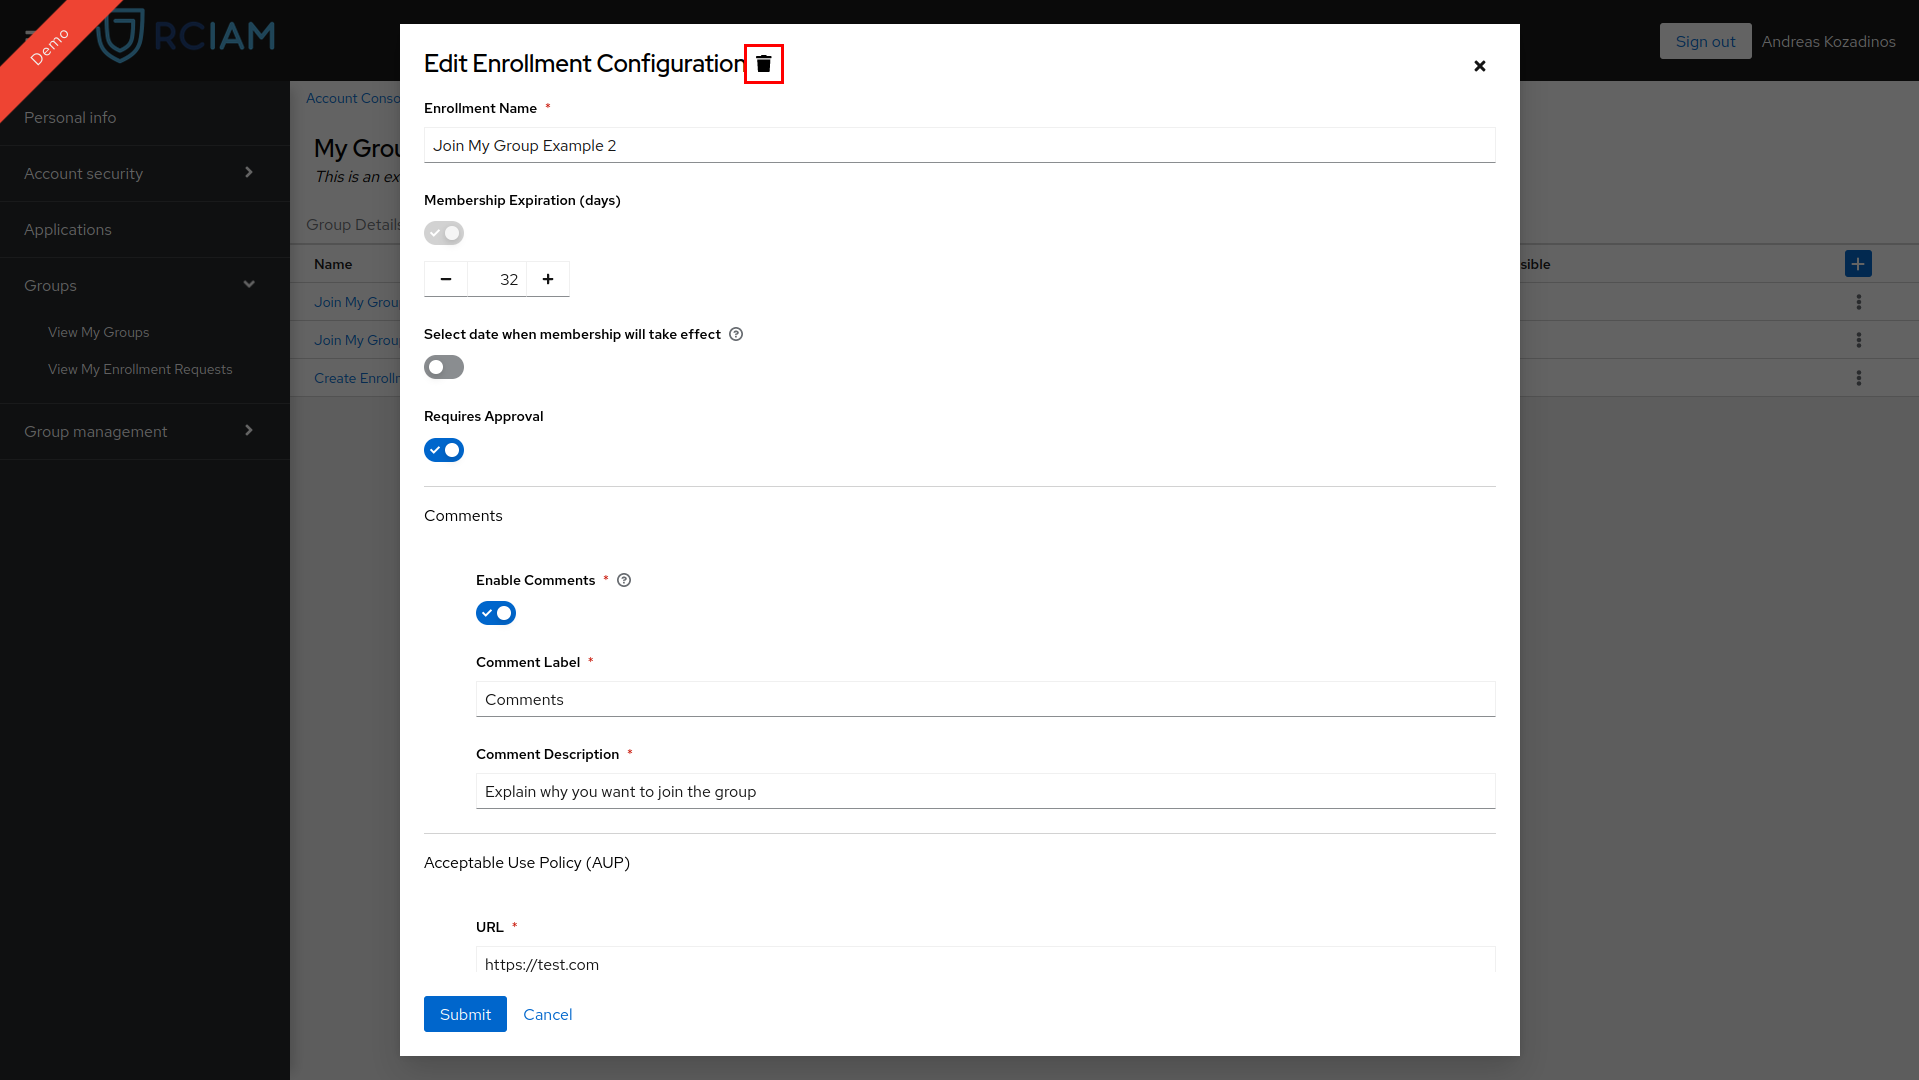 Demo
RCIAM
Sign out
Andreas Kozadinos
Personal info
Account security
Applications
Groups
View My Groups
View My Enrollment Requests
Group management
Account Conso
My Grou
This is an ex
Group Details
Name
sible
Join My Grou
Join My Grou
Create Enrollm
Edit Enrollment Configuration
Enrollment Name *
Join My Group Example 2
Membership Expiration (days)
32
Select date when membership will take effect
Requires Approval
Comments
Enable Comments *
Comment Label *
Comments
Comment Description *
Explain why you want to join the group
Acceptable Use Policy (AUP)
URL *
https://test.com
Submit
Cancel